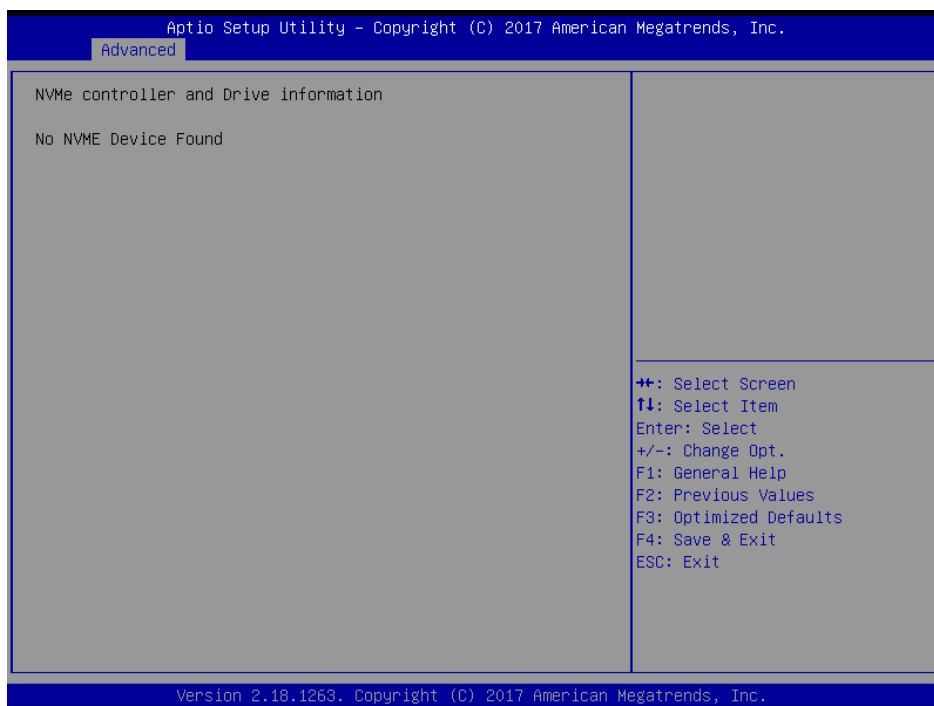 Aptio Setup Utility – Copyright (C) 2017 American Megatrends, Inc.
Advanced
NVMe controller and Drive information
No NVME Device Found
→←: Select Screen
↑↓: Select Item
Enter: Select
+/-: Change Opt.
F1: General Help
F2: Previous Values
F3: Optimized Defaults
F4: Save & Exit
ESC: Exit
Version 2.18.1263. Copyright (C) 2017 American Megatrends, Inc.